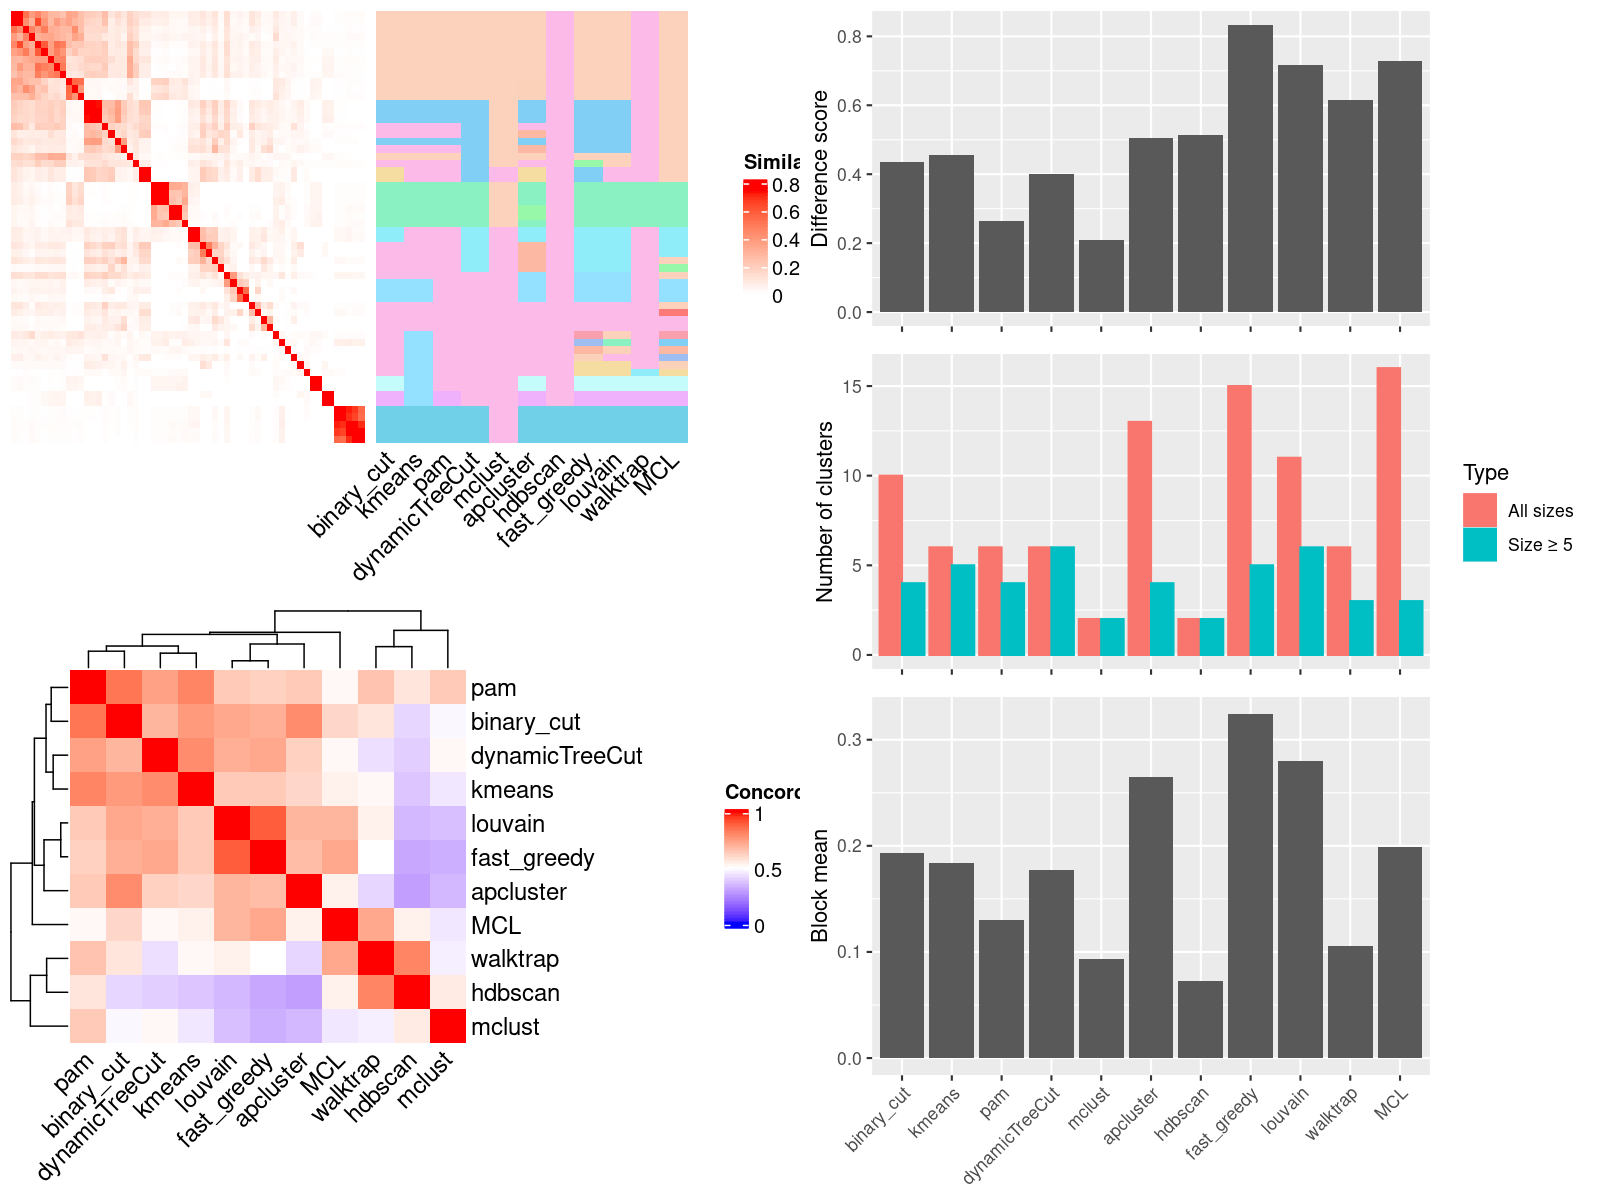 Simila
0.8
0.6
0.4
0.2
0
binary_cut
kmeans
pam
dynamicTreeCut
mclust
apcluster
hdbscan
fast_greedy
louvain
walktrap
MCL
pam
binary_cut
dynamicTreeCut
kmeans
louvain
fast_greedy
apcluster
MCL
walktrap
hdbscan
mclust
Concord
1
0.5
0
pam
binary_cut
dynamicTreeCut
kmeans
louvain
fast_greedy
apcluster
MCL
walktrap
hdbscan
mclust
Difference score
0.8
0.6
0.4
0.2
0.0
Number of clusters
15
10
5
0
Type
All sizes
Size ≥ 5
Block mean
0.3
0.2
0.1
0.0
binary_cut
kmeans
pam
dynamicTreeCut
mclust
apcluster
hdbscan
fast_greedy
louvain
walktrap
MCL